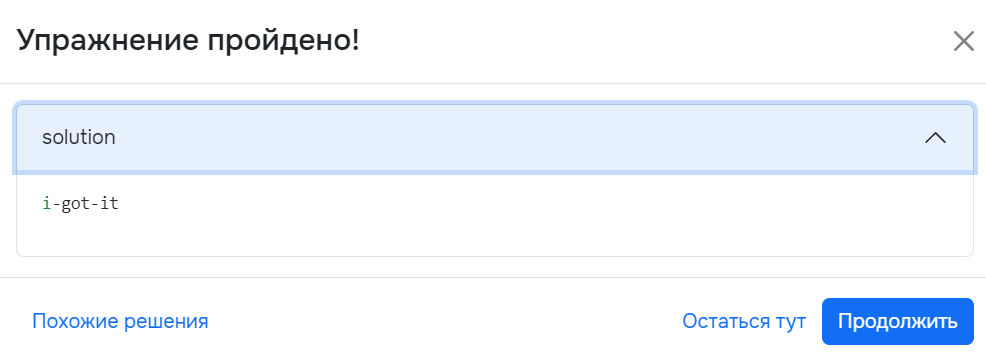 Упражнение пройдено!
solution
i-got-it
Похожие решения
Остаться тут
Продолжить